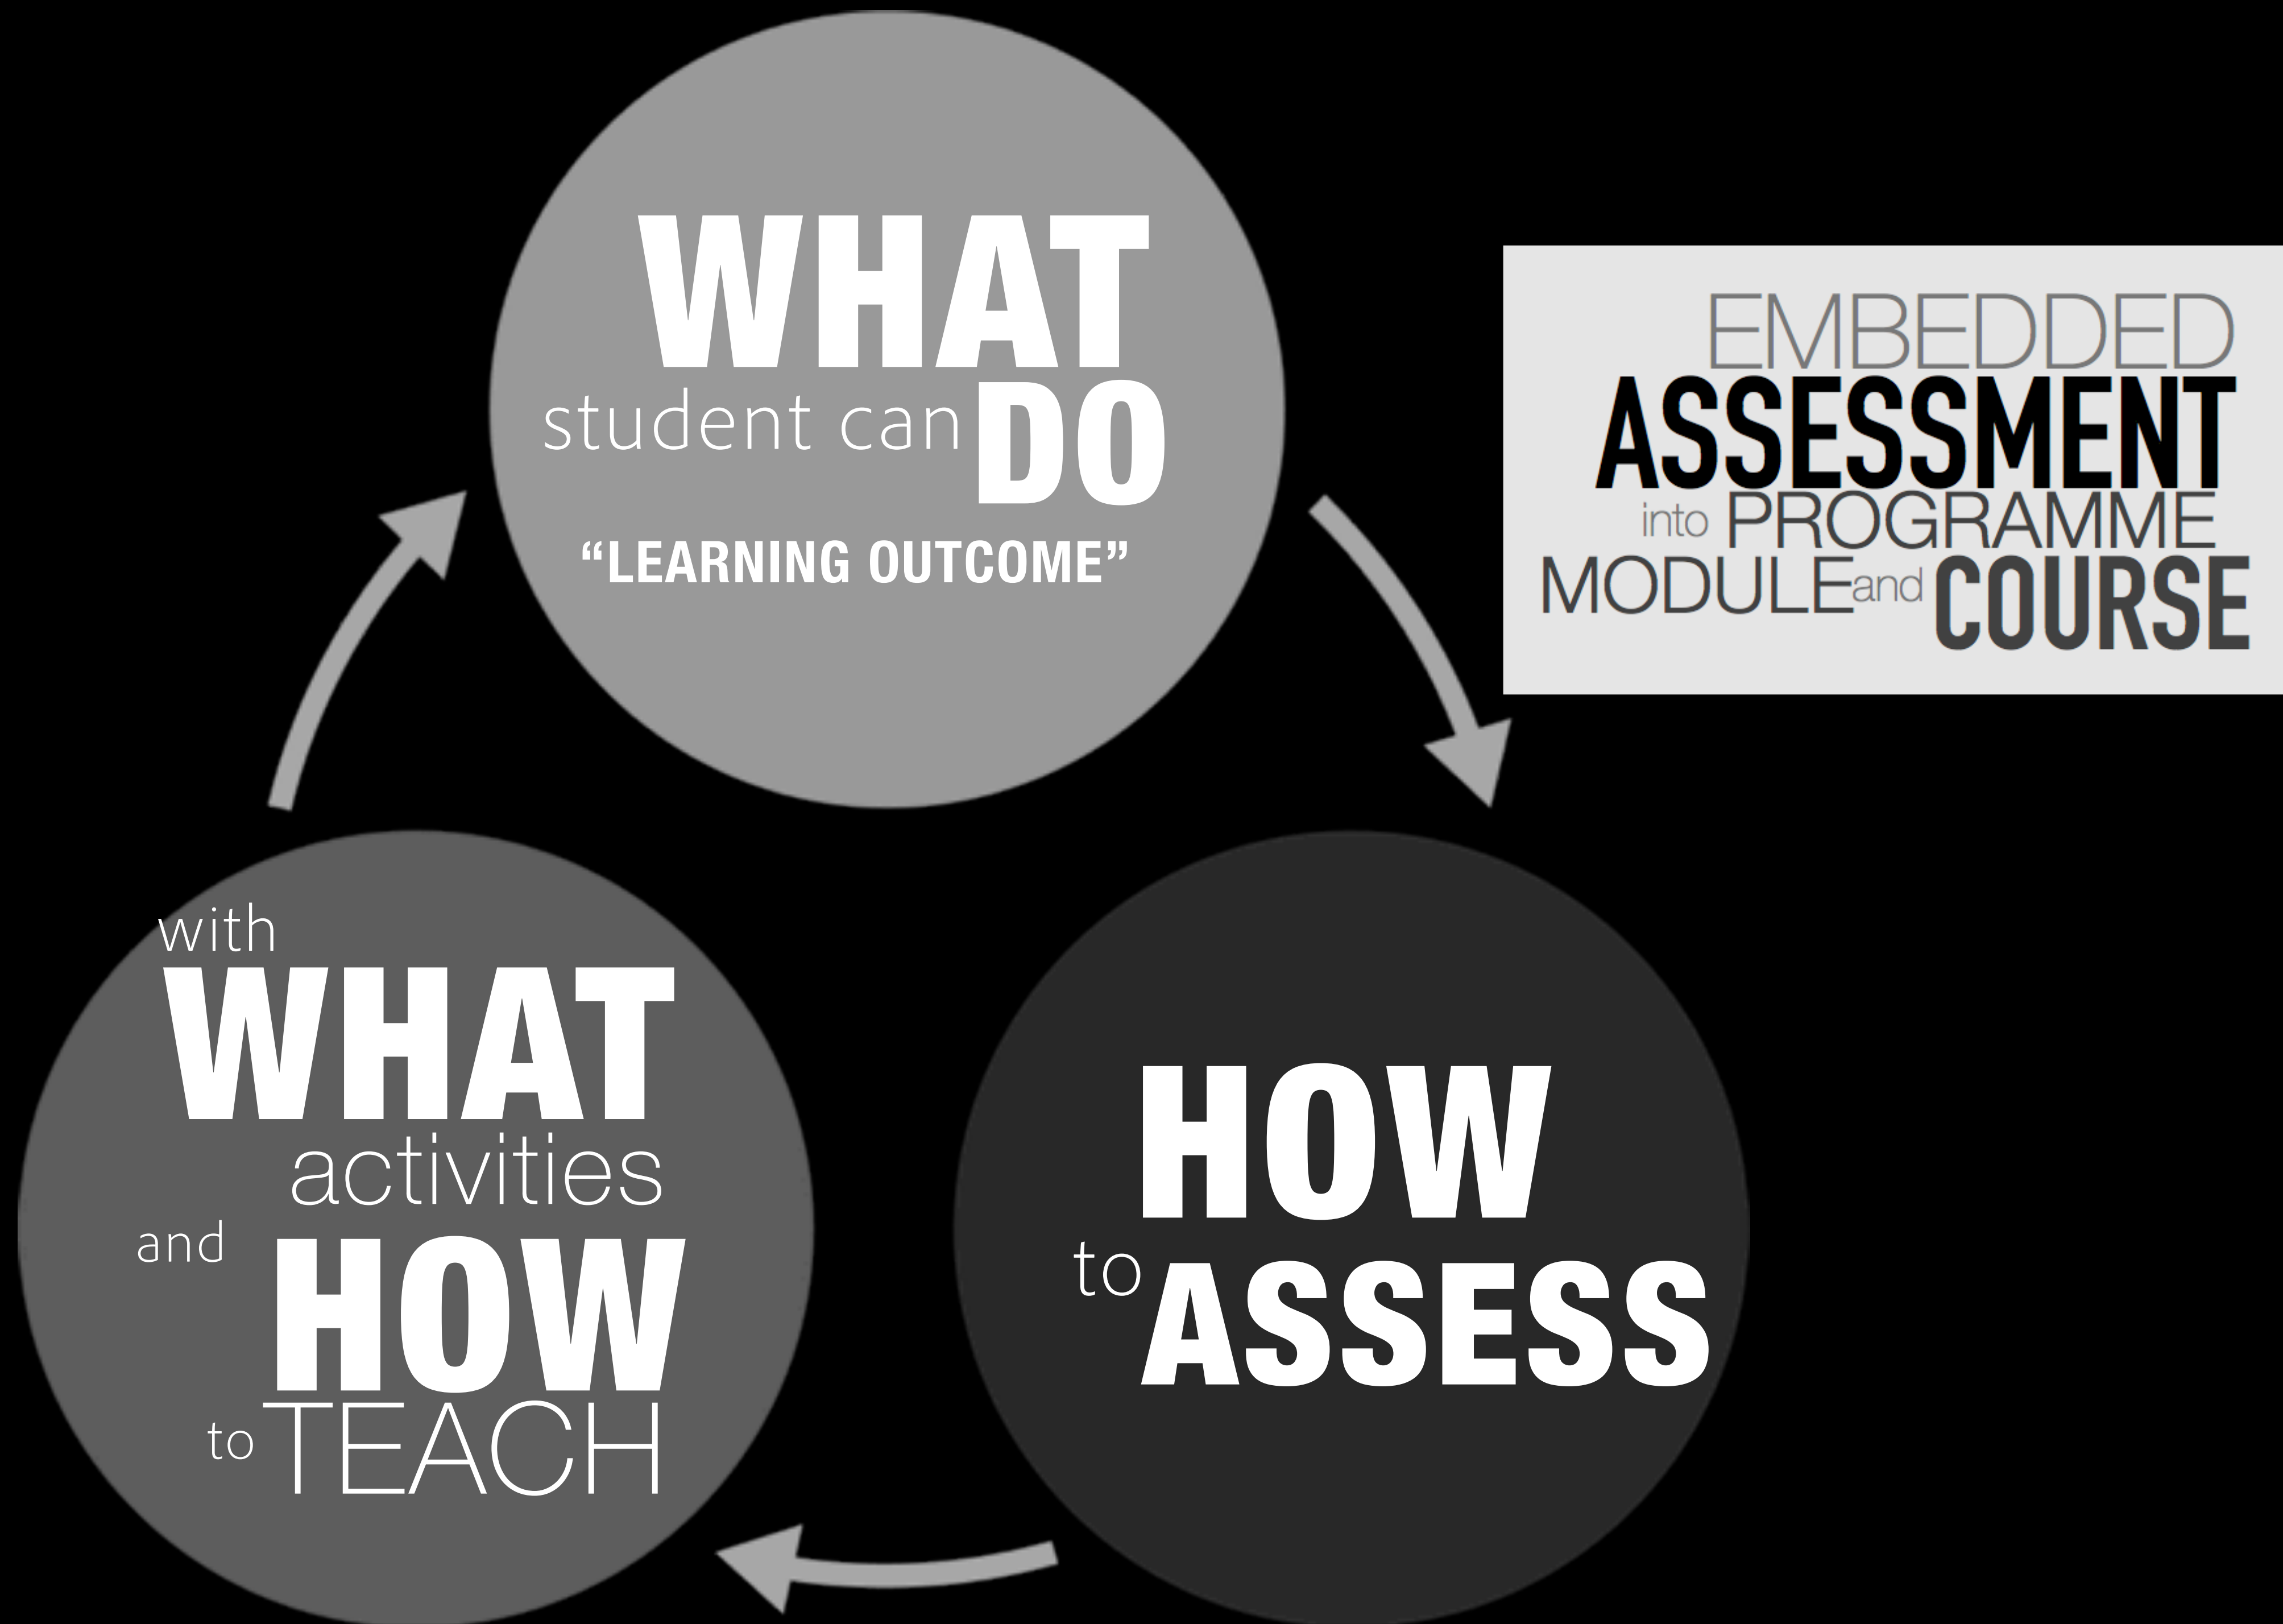 WHAT
student can DO
“LEARNING OUTCOME”
EMBEDDED
ASSESSMENT
into PROGRAMME
MODULE and COURSE
with
WHAT
activities
and HOW
to TEACH
HOW
to ASSESS